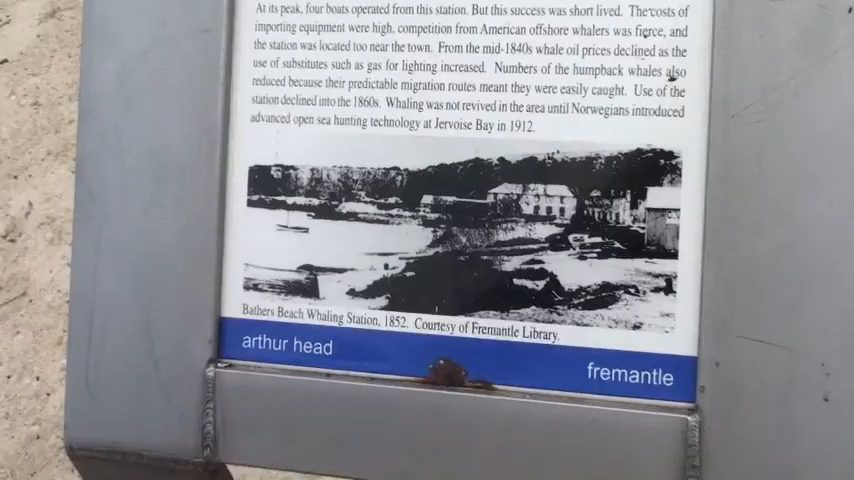 At its peak, four boats operated from this station. But this success was short lived. The costs of
importing equipment were high, competition from American offshore whalers was fierce, and
the station was located too near the town. From the mid-1840s whale oil prices declined as the
use of substitutes such as gas for lighting increased. Numbers of the humpback whales also
reduced because their predictable migration routes meant they were easily caught. Use of the
station declined into the 1860s. Whaling was not revived in the area until Norwegians introduced
advanced open sea hunting technology at Jervoise Bay in 1912.
Bathers Beach Whaling Station, 1852. Courtesy of Fremantle Library.
arthur head
fremantle